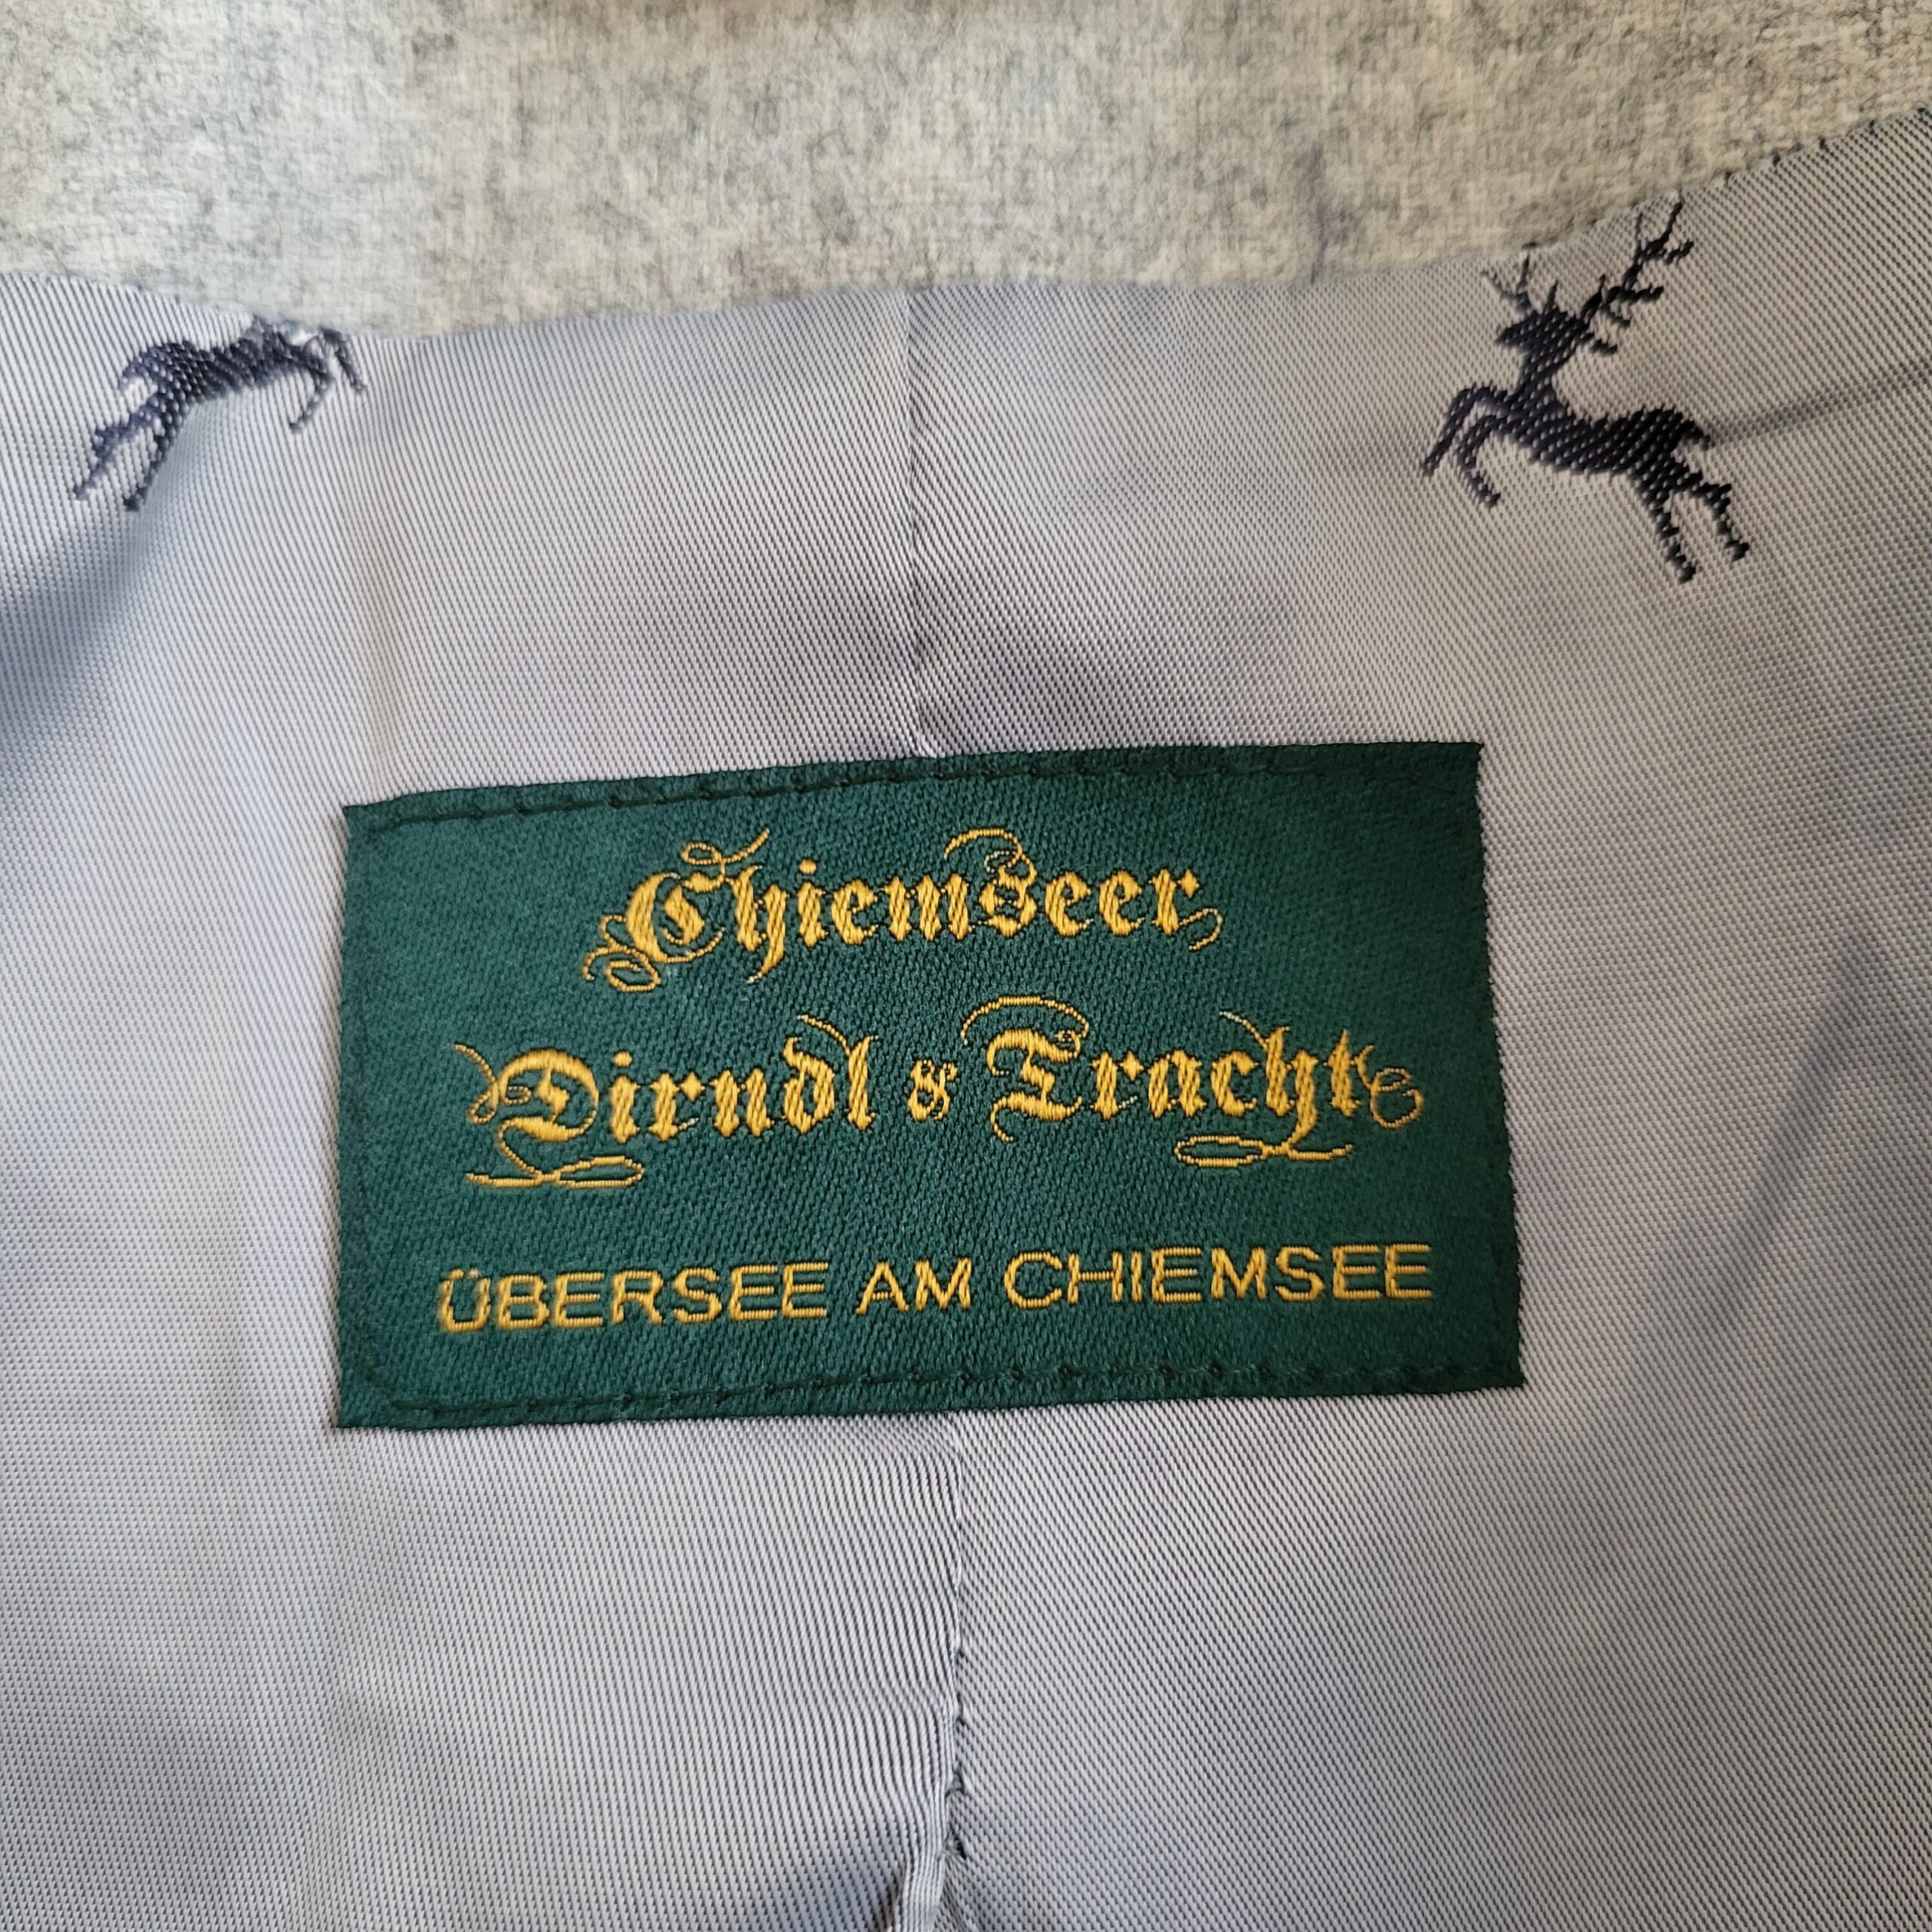 Chiemseer
Dirndl & Tracht
ÜBERSEE AM CHIEMSEE